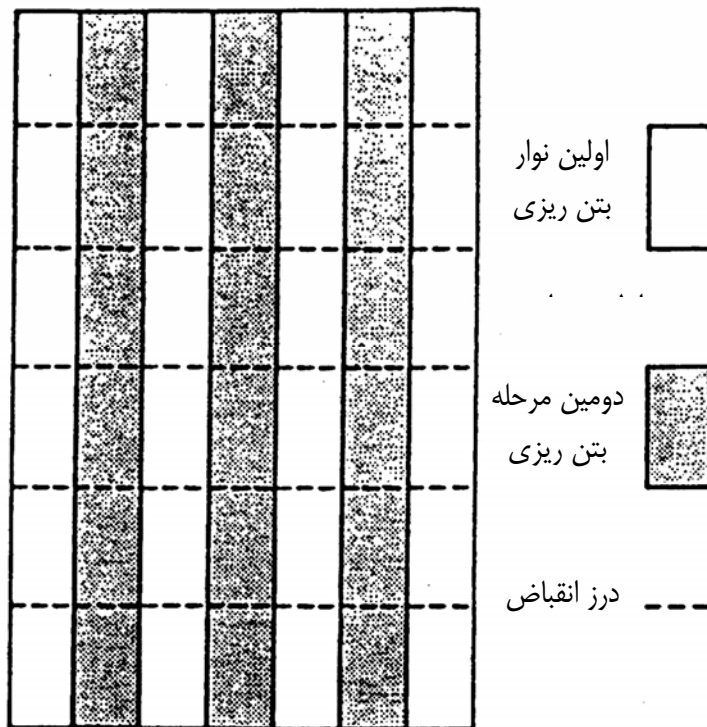 اولین نوار
بتن ریزی
دومین مرحله
بتن ریزی
درز انقباض